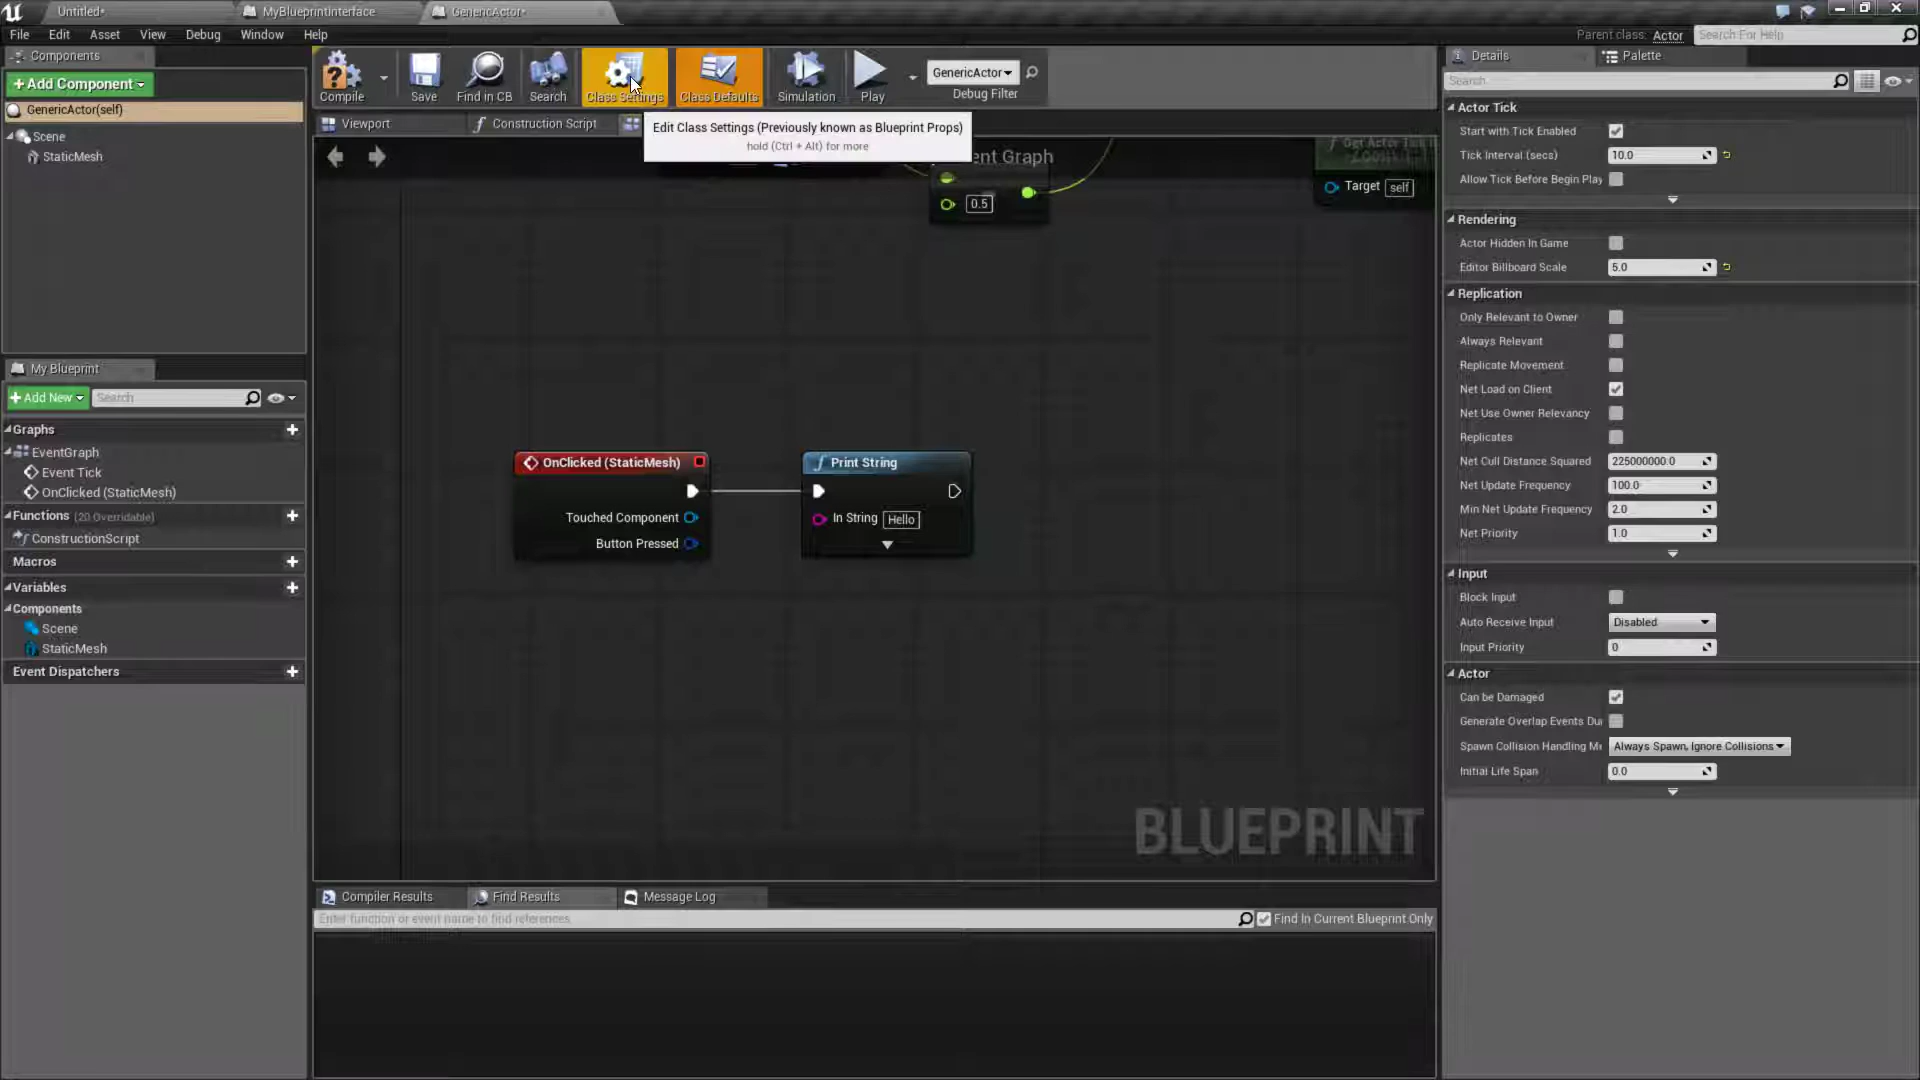 Untitled*
MyBlueprintInterface
GenericActor*
File Edit Asset View Debug Window Help
Parent class: Actor
Search For Help
Components
+Add Component
GenericActor(self)
Scene
StaticMesh
My Blueprint
+Add New
Search
Graphs
EventGraph
Event Tick
OnClicked (StaticMesh)
Functions (20 Overridable)
ConstructionScript
Macros
Variables
Components
Scene
StaticMesh
Event Dispatchers
Compile
Save
Find in CB
Search
Class Settings
Class Defaults
Simulation
Play
GenericActor
Debug Filter
Viewport
Construction Script
Edit Class Settings (Previously known as Blueprint Props)
hold (Ctrl + Alt) for more
ent Graph
0.5
Target self
OnClicked (StaticMesh)
Touched Component
Button Pressed
Print String
In String Hello
BLUEPRINT
Compiler Results
Find Results
Message Log
Enter function or event name to find references.
Find In Current Blueprint Only
Details
Palette
Search
Actor Tick
Start with Tick Enabled
Tick Interval (secs) 10.0
Allow Tick Before Begin Play
Rendering
Actor Hidden In Game
Editor Billboard Scale 5.0
Replication
Only Relevant to Owner
Always Relevant
Replicate Movement
Net Load on Client
Net Use Owner Relevancy
Replicates
Net Cull Distance Squared 225000000.0
Net Update Frequency 100.0
Min Net Update Frequency 2.0
Net Priority 1.0
Input
Block Input
Auto Receive Input Disabled
Input Priority 0
Actor
Can be Damaged
Generate Overlap Events Du
Spawn Collision Handling Me Always Spawn, Ignore Collisions
Initial Life Span 0.0